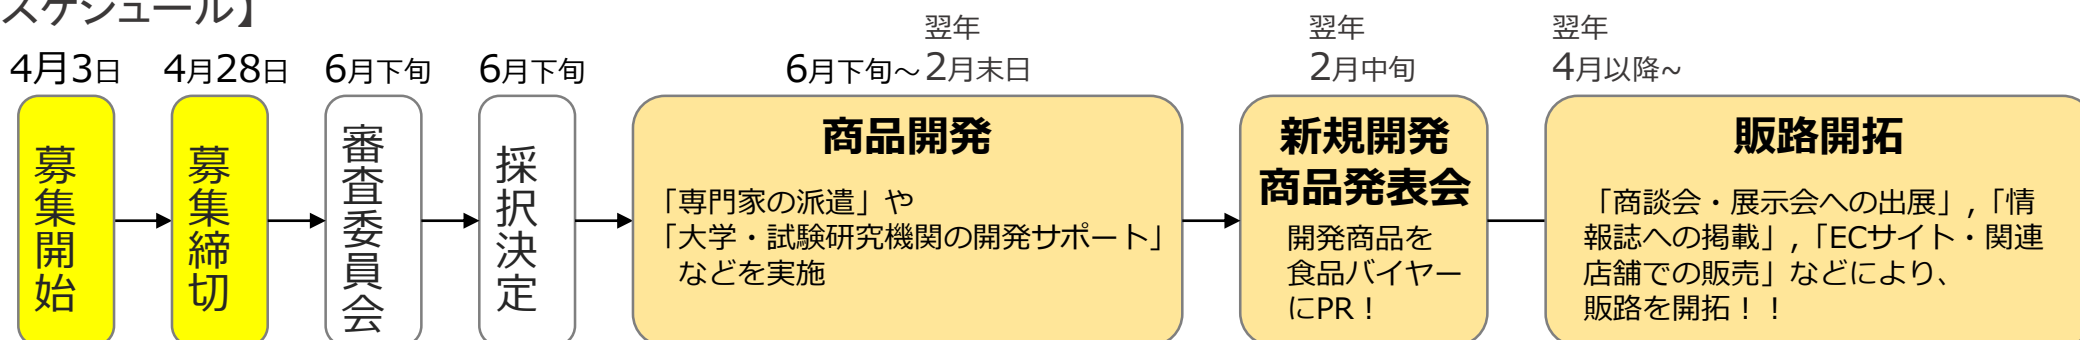 スケジュール】
4月3日
募集開始
4月28日
募集締切
6月下旬
審査委員会
6月下旬
採択決定
翌年
6月下旬～2月末日
商品開発
「専門家の派遣」や
「大学・試験研究機関の開発サポート」
などを実施
翌年
2月中旬
新規開発
商品発表会
開発商品を
食品バイヤー
にPR！
翌年
4月以降~
販路開拓
「商談会・展示会への出展」,「情
報誌への掲載」,「ECサイト・関連
店舗での販売」などにより、
販路を開拓！！